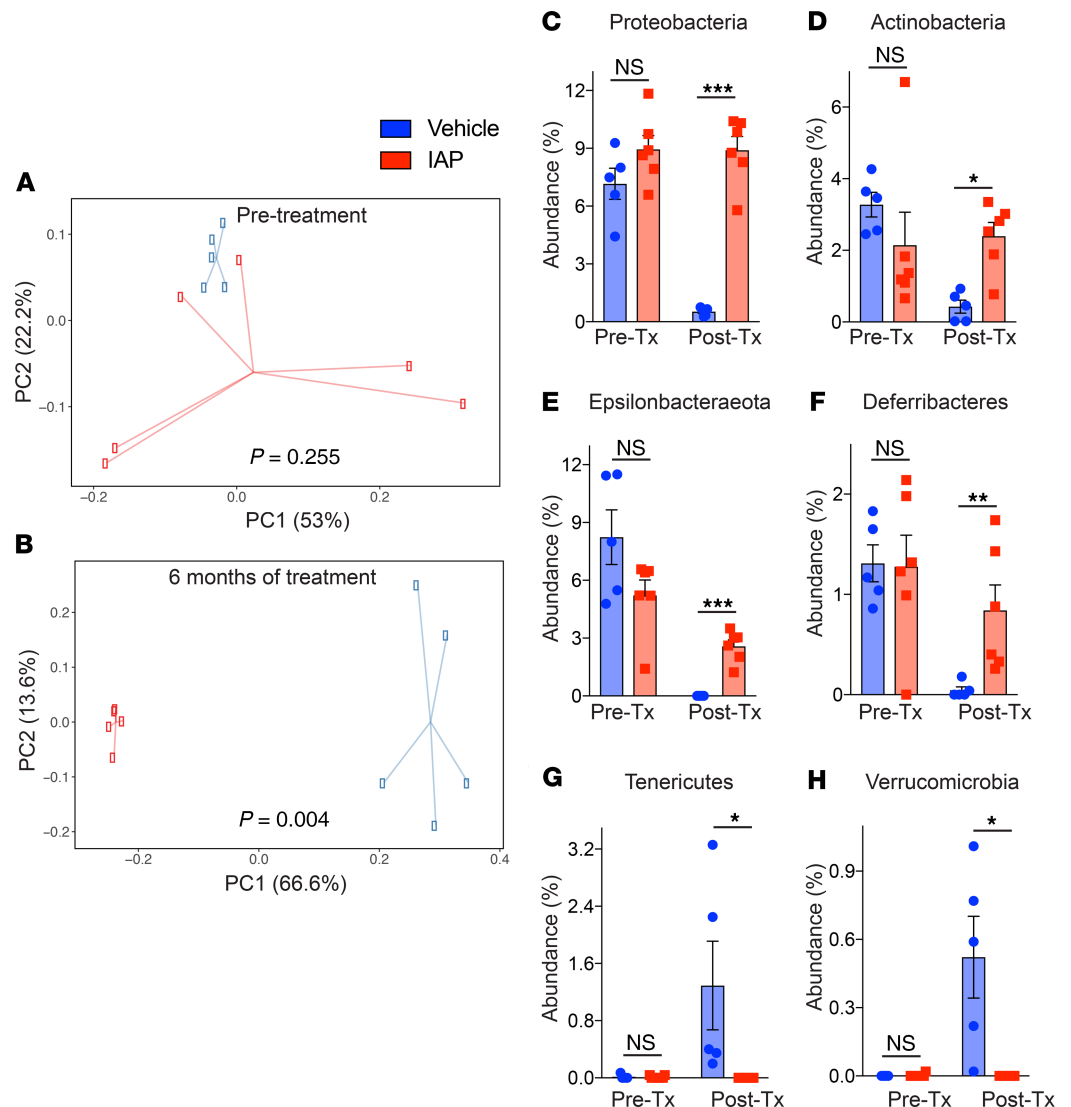 Vehicle
IAP
A
Pre-treatment
0.1
0.0
−0.1
PC2 (22.2%)
P = 0.255
−0.2
0.0
0.2
PC1 (53%)
B
6 months of treatment
0.2
0.1
0.0
−0.1
−0.2
PC2 (13.6%)
P = 0.004
−0.2
0.0
0.2
0.4
PC1 (66.6%)
C
Proteobacteria
NS
***
12
9
6
3
0
Abundance (%)
Pre-Tx
Post-Tx
D
Actinobacteria
NS
*
6
4
2
0
Abundance (%)
Pre-Tx
Post-Tx
E
Epsilonbacteraeota
NS
***
12
9
6
3
0
Abundance (%)
Pre-Tx
Post-Tx
F
Deferribacteres
NS
**
2
1
0
Abundance (%)
Pre-Tx
Post-Tx
G
Tenericutes
*
NS
3.2
2.4
1.6
0.8
0.0
Abundance (%)
Pre-Tx
Post-Tx
H
Verrucomicrobia
*
NS
0.9
0.6
0.3
0.0
Abundance (%)
Pre-Tx
Post-Tx